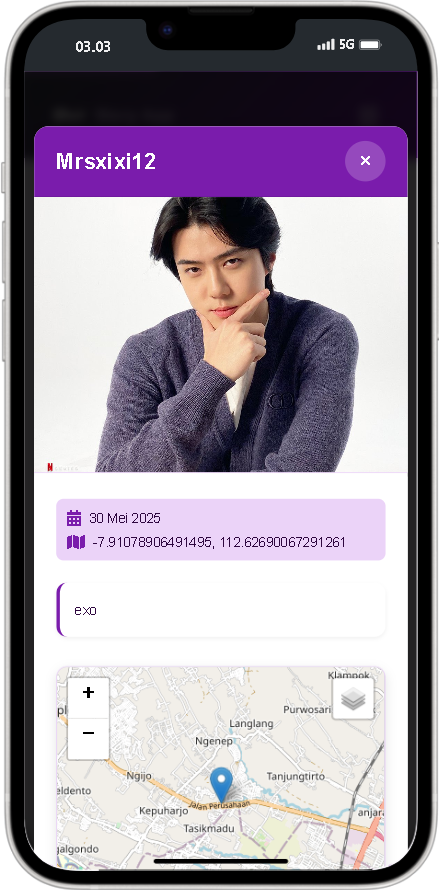 03.03
5G
Mrsxixi12
×
N
30 Mei 2025
-7.91078906491495, 112.62690067291261
exo
+
−
Klampok
Purwosari
Langlang
Ngenep
Ngijo
Tanjungtirto
eldento
Jalan Perusahaan
Kepuharjo
anjara
Tasikmadu
galgondo